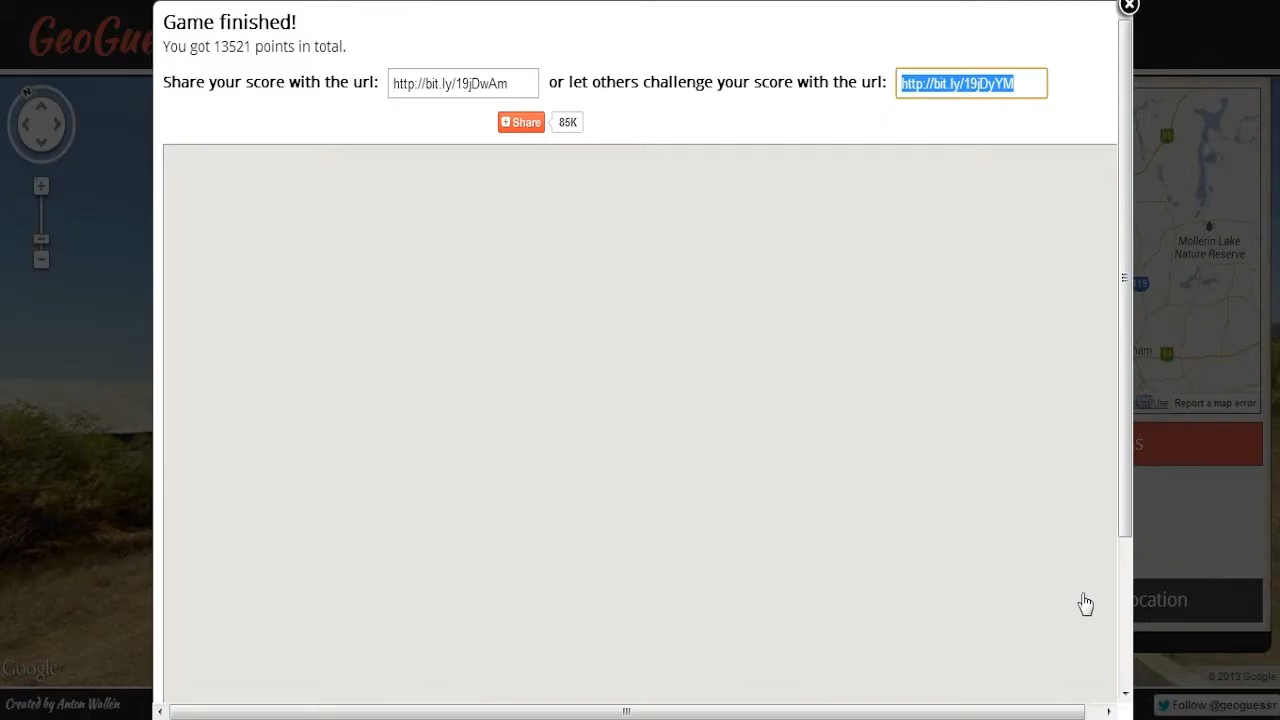 GeoGue
Game finished!
You got 13521 points in total.
Share your score with the url: http://bit.ly/19jDwAm or let others challenge your score with the url: http://bit.ly/19jDyYM
Share 85K
N
Mollerin Lake
Nature Reserve
Report a map error
ocation
Google
© 2013 Google
Created by Anton Wallén
Follow @geoguessr